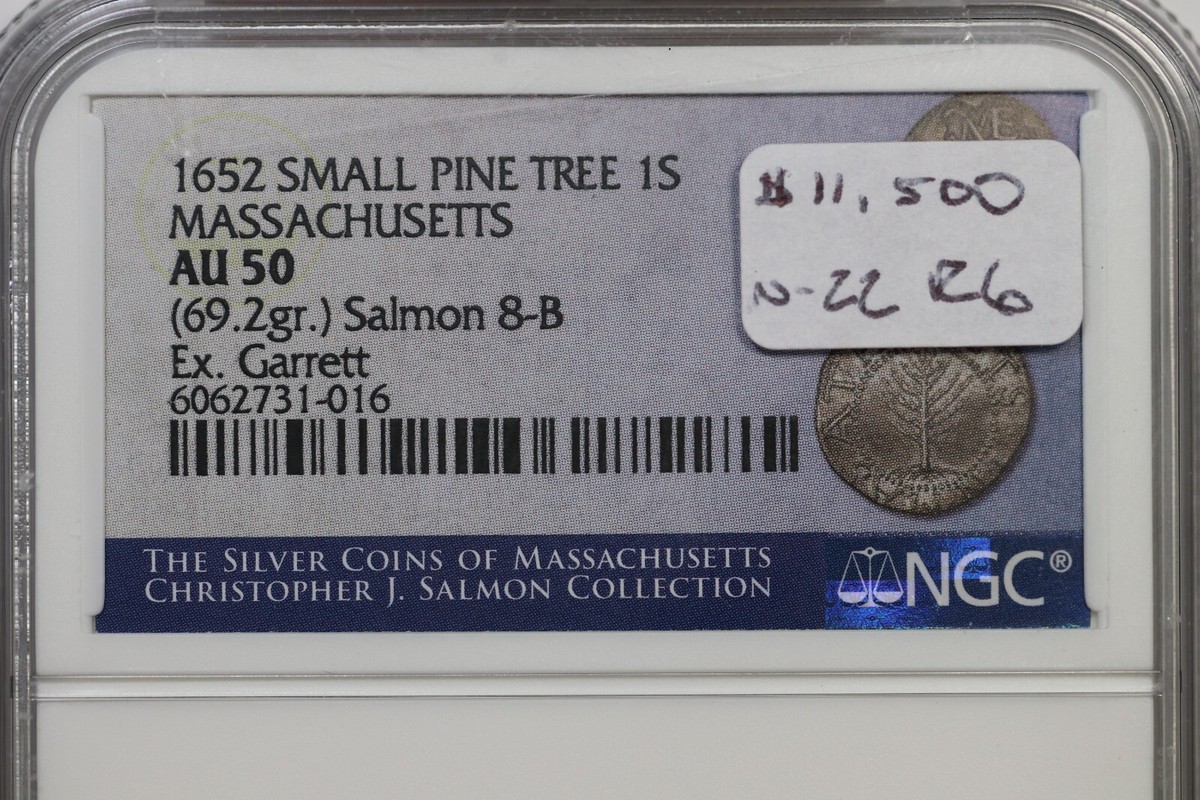 1652 SMALL PINE TREE 1S
MASSACHUSETTS
AU 50
(69.2gr.) Salmon 8-B
Ex. Garrett
6062731-016
$11,500
N-22 R6
THE SILVER COINS OF MASSACHUSETTS
CHRISTOPHER J. SALMON COLLECTION
NGC®